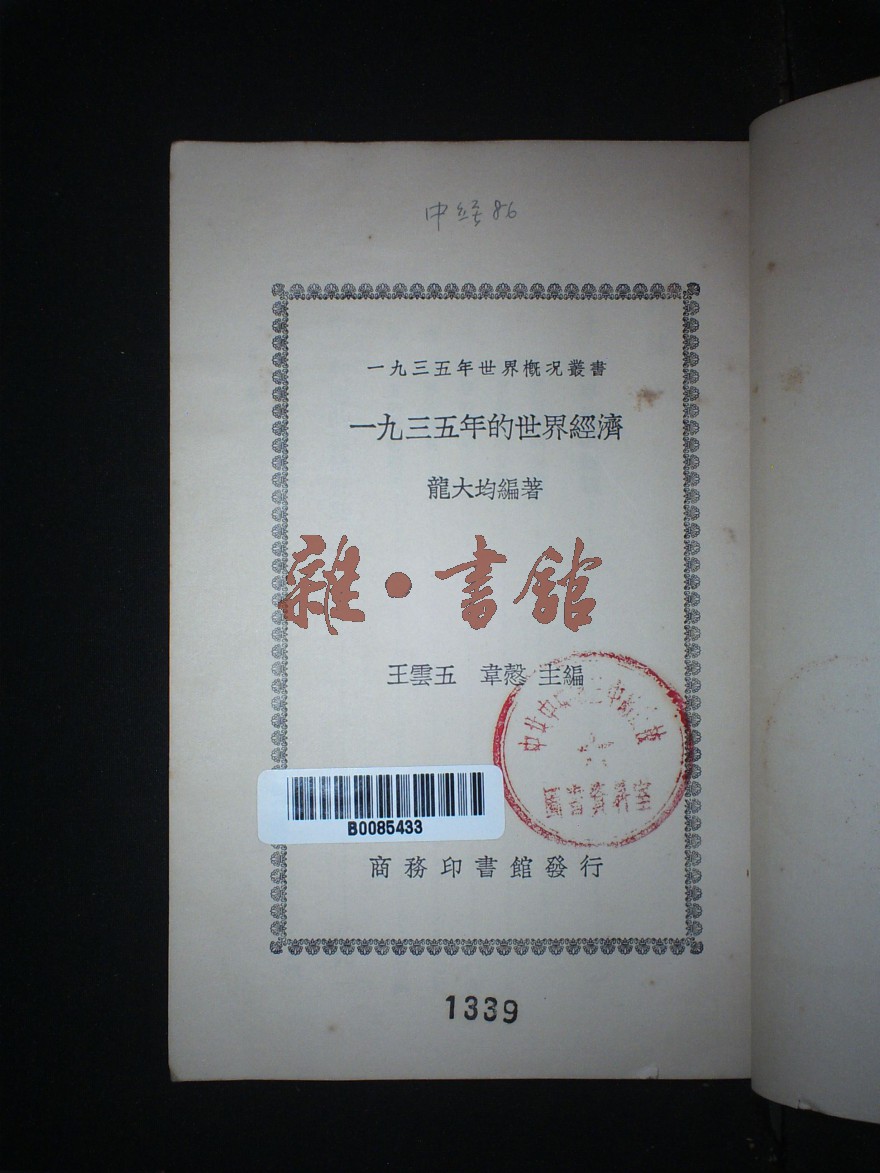 中经86
一九三五年世界概况叢書
一九三五年的世界經濟
龍大均編著
雜·書館
王雲五 韋慤 主編
圖書資料室
B0085433
商務印書館發行
1339